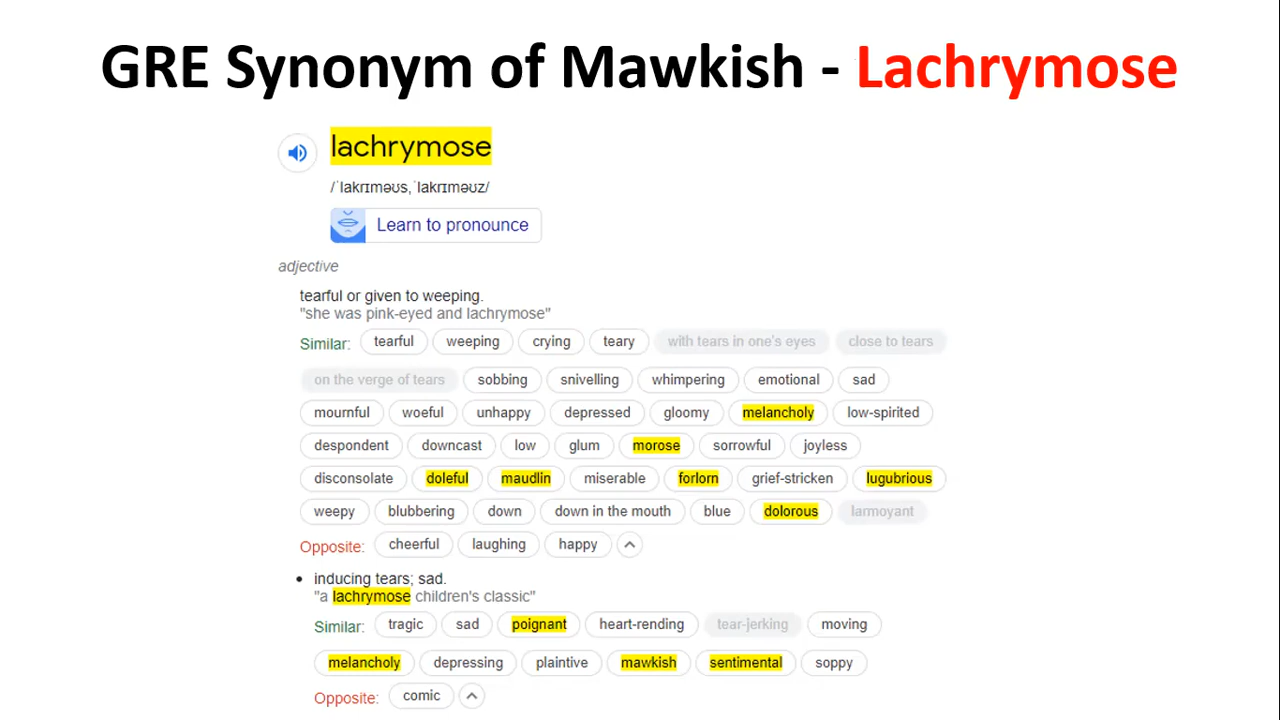 GRE Synonym of Mawkish - Lachrymose
lachrymose
/ˈlakrɪməʊs,ˈlakrɪməʊz/
Learn to pronounce
adjective
tearful or given to weeping.
"she was pink-eyed and lachrymose"
Similar: tearful weeping crying teary with tears in one's eyes close to tears
on the verge of tears sobbing snivelling whimpering emotional sad
mournful woeful unhappy depressed gloomy melancholy low-spirited
despondent downcast low glum morose sorrowful joyless
disconsolate doleful maudlin miserable forlorn grief-stricken lugubrious
weepy blubbering down down in the mouth blue dolorous larmoyant
Opposite: cheerful laughing happy
• inducing tears; sad.
"a lachrymose children's classic"
Similar: tragic sad poignant heart-rending tear-jerking moving
melancholy depressing plaintive mawkish sentimental soppy
Opposite: comic